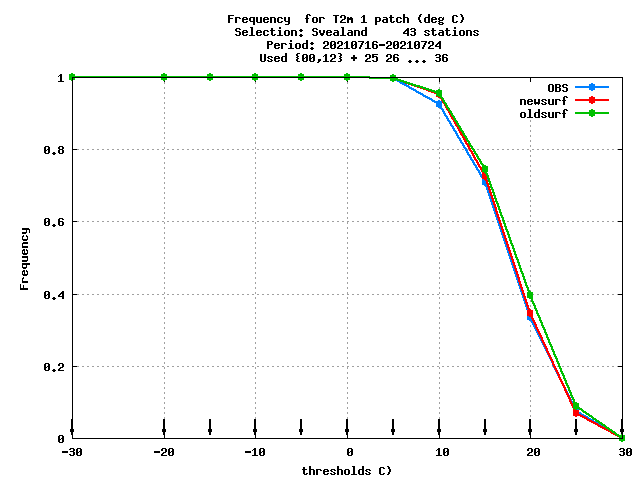 Frequency  for T2m 1 patch (deg C)
Selection: Svealand     43 stations
Period: 20210716-20210724
Used {00,12} + 25 26 ... 36
OBS
newsurf
oldsurf
1
0.8
0.6
0.4
0.2
0
Frequency
-30 -20 -10 0 10 20 30
thresholds C)